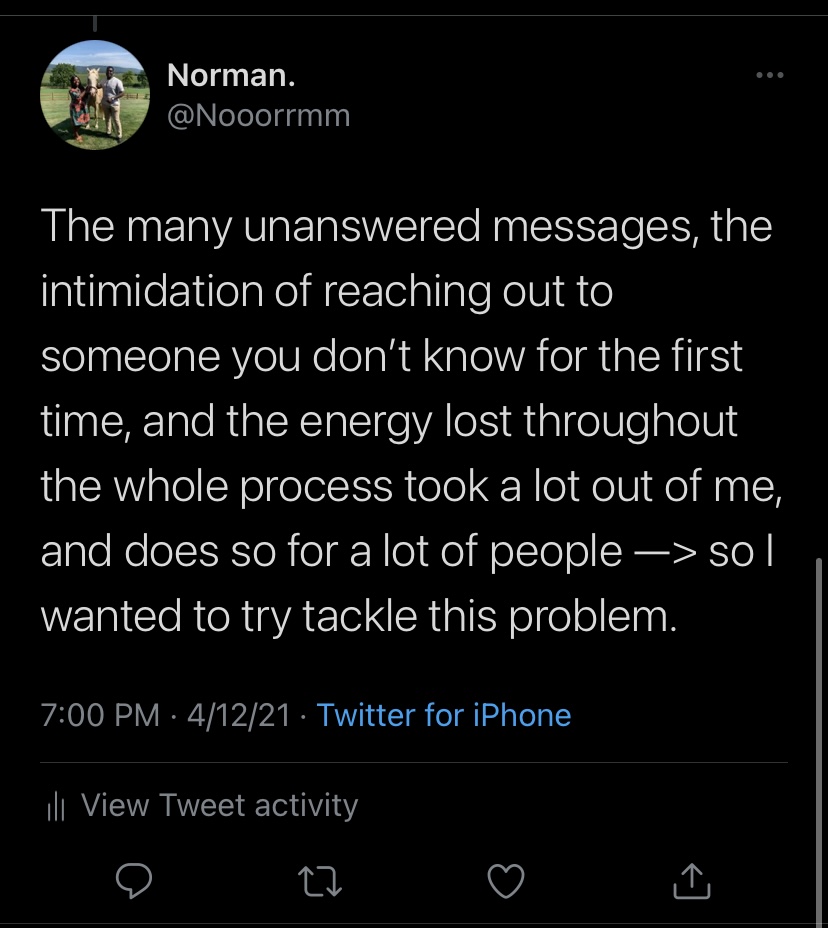 Norman.
@Nooorrmm
The many unanswered messages, the
intimidation of reaching out to
someone you don’t know for the first
time, and the energy lost throughout
the whole process took a lot out of me,
and does so for a lot of people —> so I
wanted to try tackle this problem.
7:00 PM · 4/12/21 · Twitter for iPhone
View Tweet activity